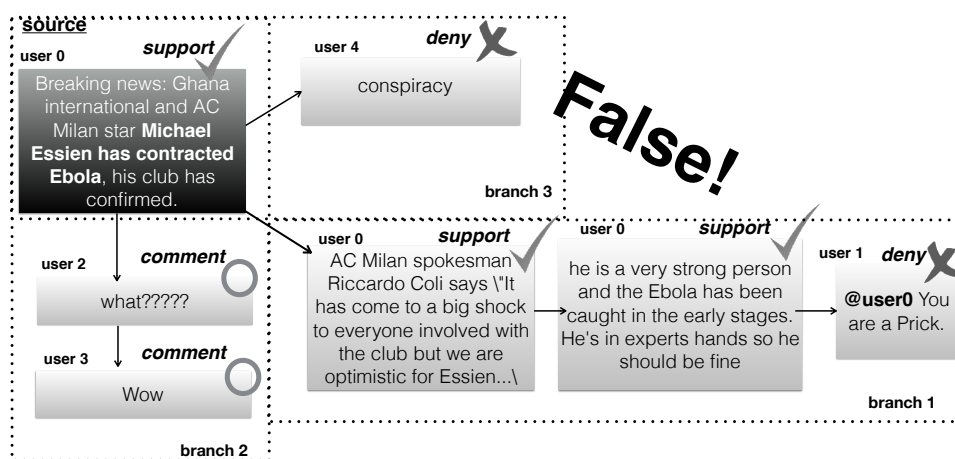 source
user 0
support
Breaking news: Ghana
international and AC
Milan star Michael
Essien has contracted
Ebola, his club has
confirmed.
user 4
deny
conspiracy
branch 3
False!
user 2
comment
what?????
user 3
comment
Wow
branch 2
user 0
support
AC Milan spokesman
Riccardo Coli says \"It
has come to a big shock
to everyone involved with
the club but we are
optimistic for Essien...\
user 0
support
he is a very strong person
and the Ebola has been
caught in the early stages.
He's in experts hands so he
should be fine
user 1
deny
@user0 You
are a Prick.
branch 1